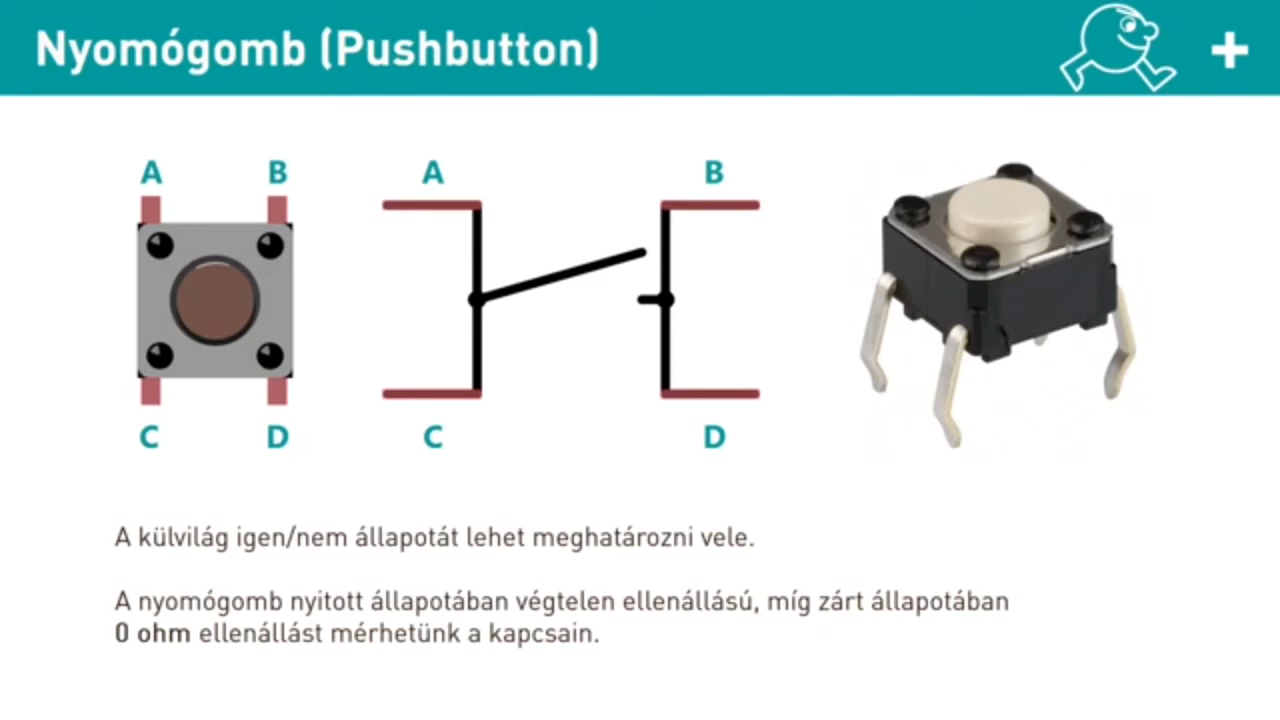 Nyomógomb (Pushbutton)
+
A B
A B
C D
C D
A külvilág igen/nem állapotát lehet meghatározni vele.
A nyomógomb nyitott állapotában végtelen ellenállású, míg zárt állapotában
0 ohm ellenállást mérhetünk a kapcsain.